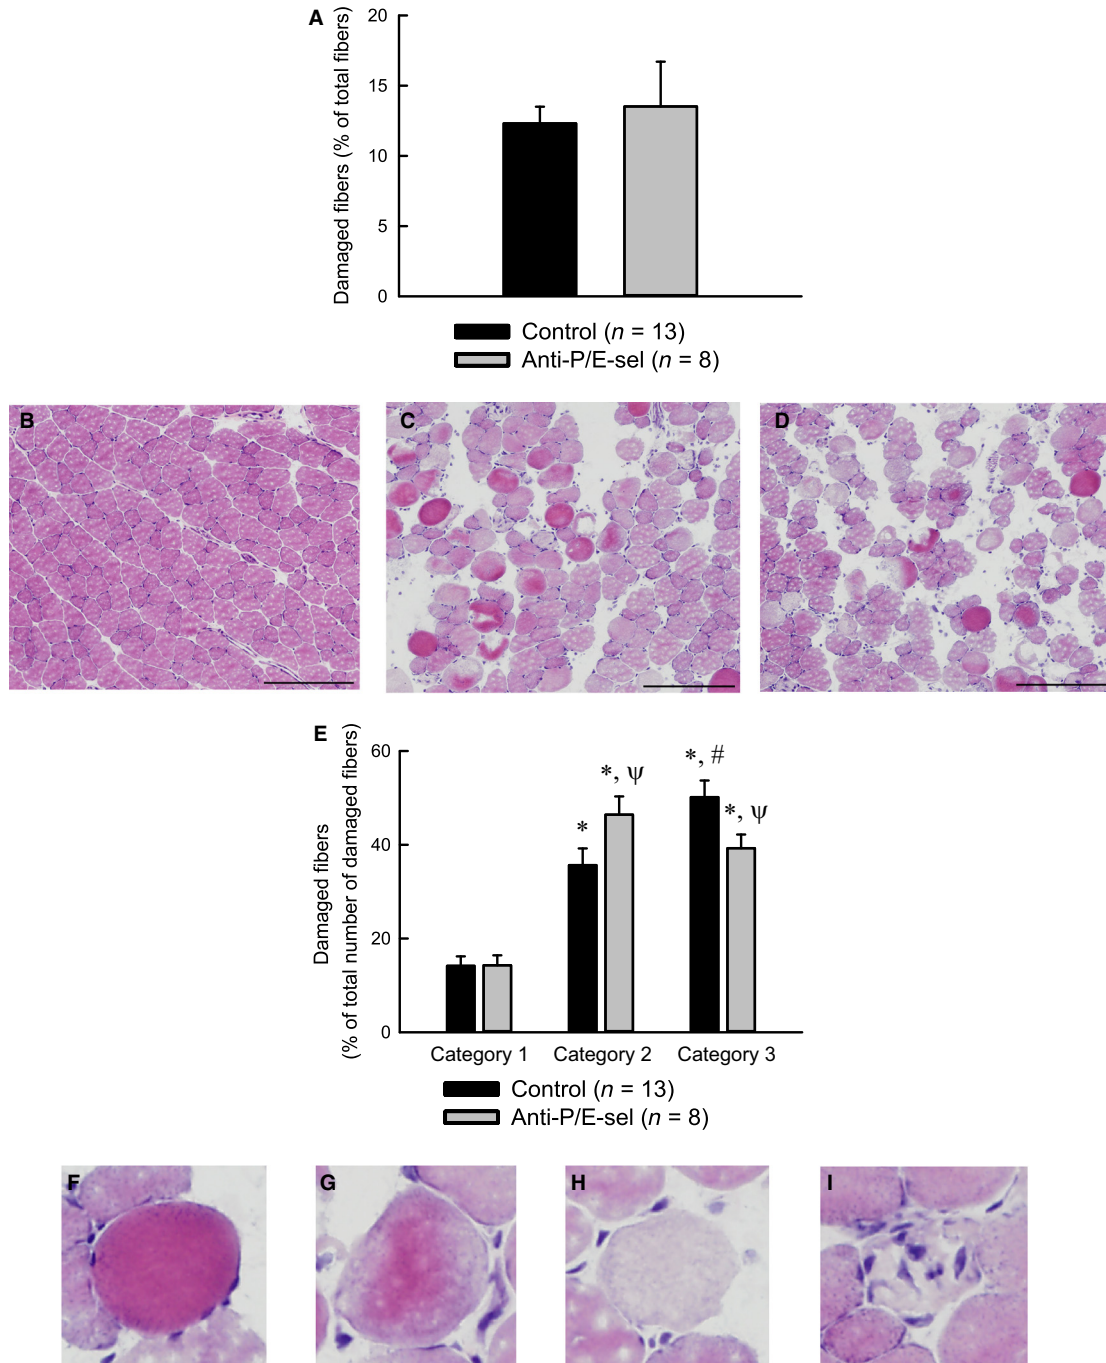 A
Damaged fibers (% of total fibers)
20
15
10
5
0
Control (n = 13)
Anti-P/E-sel (n = 8)
B
C
D
E
Damaged fibers
(% of total number of damaged fibers)
60
40
20
0
*
*, ψ
*, #
*, ψ
Category 1 Category 2 Category 3
Control (n = 13)
Anti-P/E-sel (n = 8)
F
G
H
I